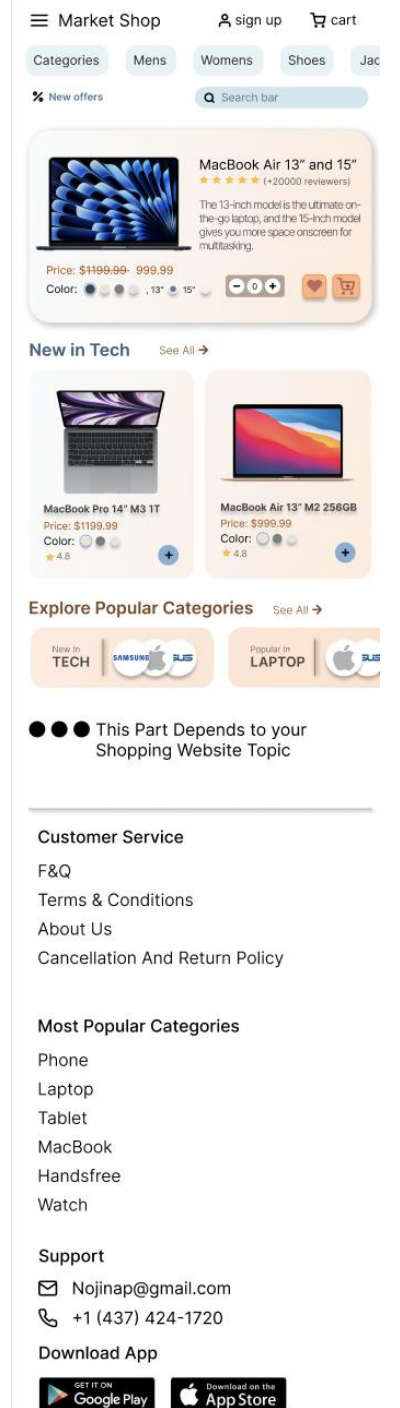 Market Shop
sign up
cart
Categories
Mens
Womens
Shoes
Jac
% New offers
Search bar
MacBook Air 13” and 15”
(+20000 reviewers)
The 13-inch model is the ultimate on-
the-go laptop, and the 15-inch model
gives you more space onscreen for
multitasking.
Price: $1199.99- 999.99
Color: , 13" 15"
- 0 +
New in Tech
See All →
MacBook Pro 14” M3 1T
Price: $1199.99
Color:
4.8
+
MacBook Air 13” M2 256GB
Price: $999.99
Color:
4.8
+
Explore Popular Categories
See All →
New In
TECH
SAMSUNG
SUS
Popular In
LAPTOP
SUS
This Part Depends to your
Shopping Website Topic
Customer Service
F&Q
Terms & Conditions
About Us
Cancellation And Return Policy
Most Popular Categories
Phone
Laptop
Tablet
MacBook
Handsfree
Watch
Support
Nojinap@gmail.com
+1 (437) 424-1720
Download App
GET IT ON
Google Play
Download on the
App Store